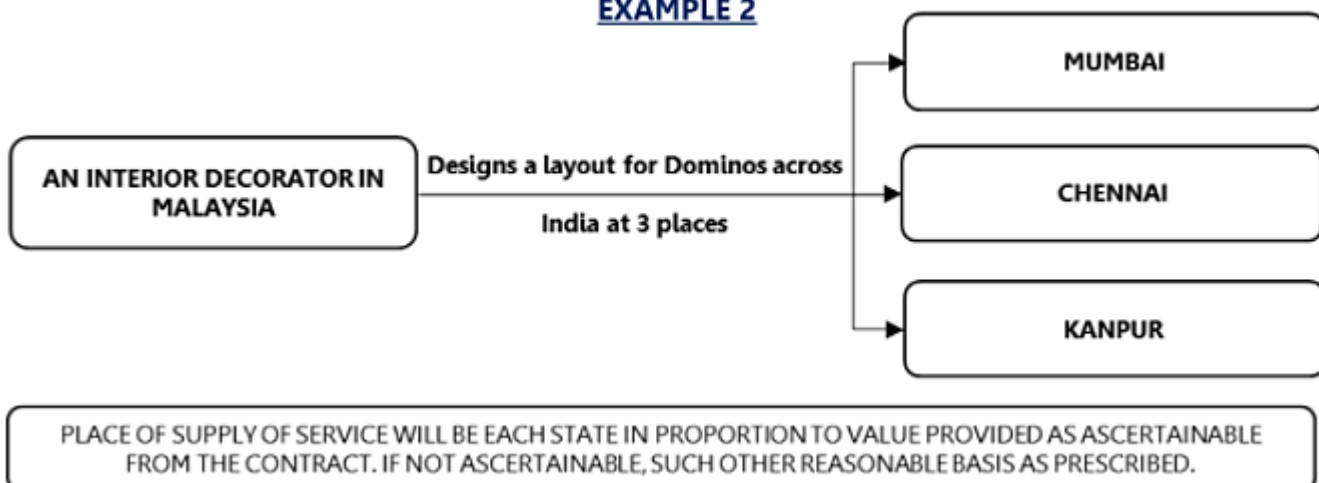 EXAMPLE 2
AN INTERIOR DECORATOR IN
MALAYSIA
Designs a layout for Dominos across
India at 3 places
MUMBAI
CHENNAI
KANPUR
PLACE OF SUPPLY OF SERVICE WILL BE EACH STATE IN PROPORTION TO VALUE PROVIDED AS ASCERTAINABLE
FROM THE CONTRACT. IF NOT ASCERTAINABLE, SUCH OTHER REASONABLE BASIS AS PRESCRIBED.